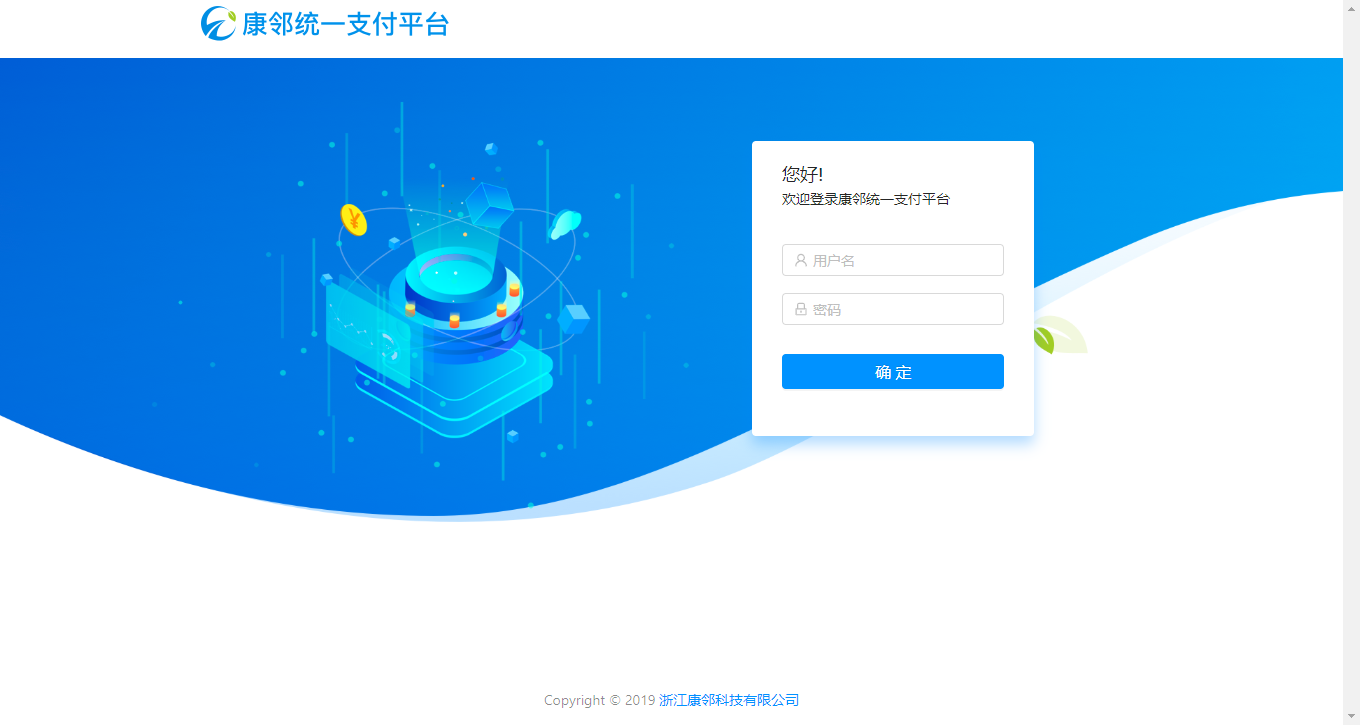 康邻统一支付平台
您好!
欢迎登录康邻统一支付平台
用户名
密码
确 定
Copyright © 2019 浙江康邻科技有限公司